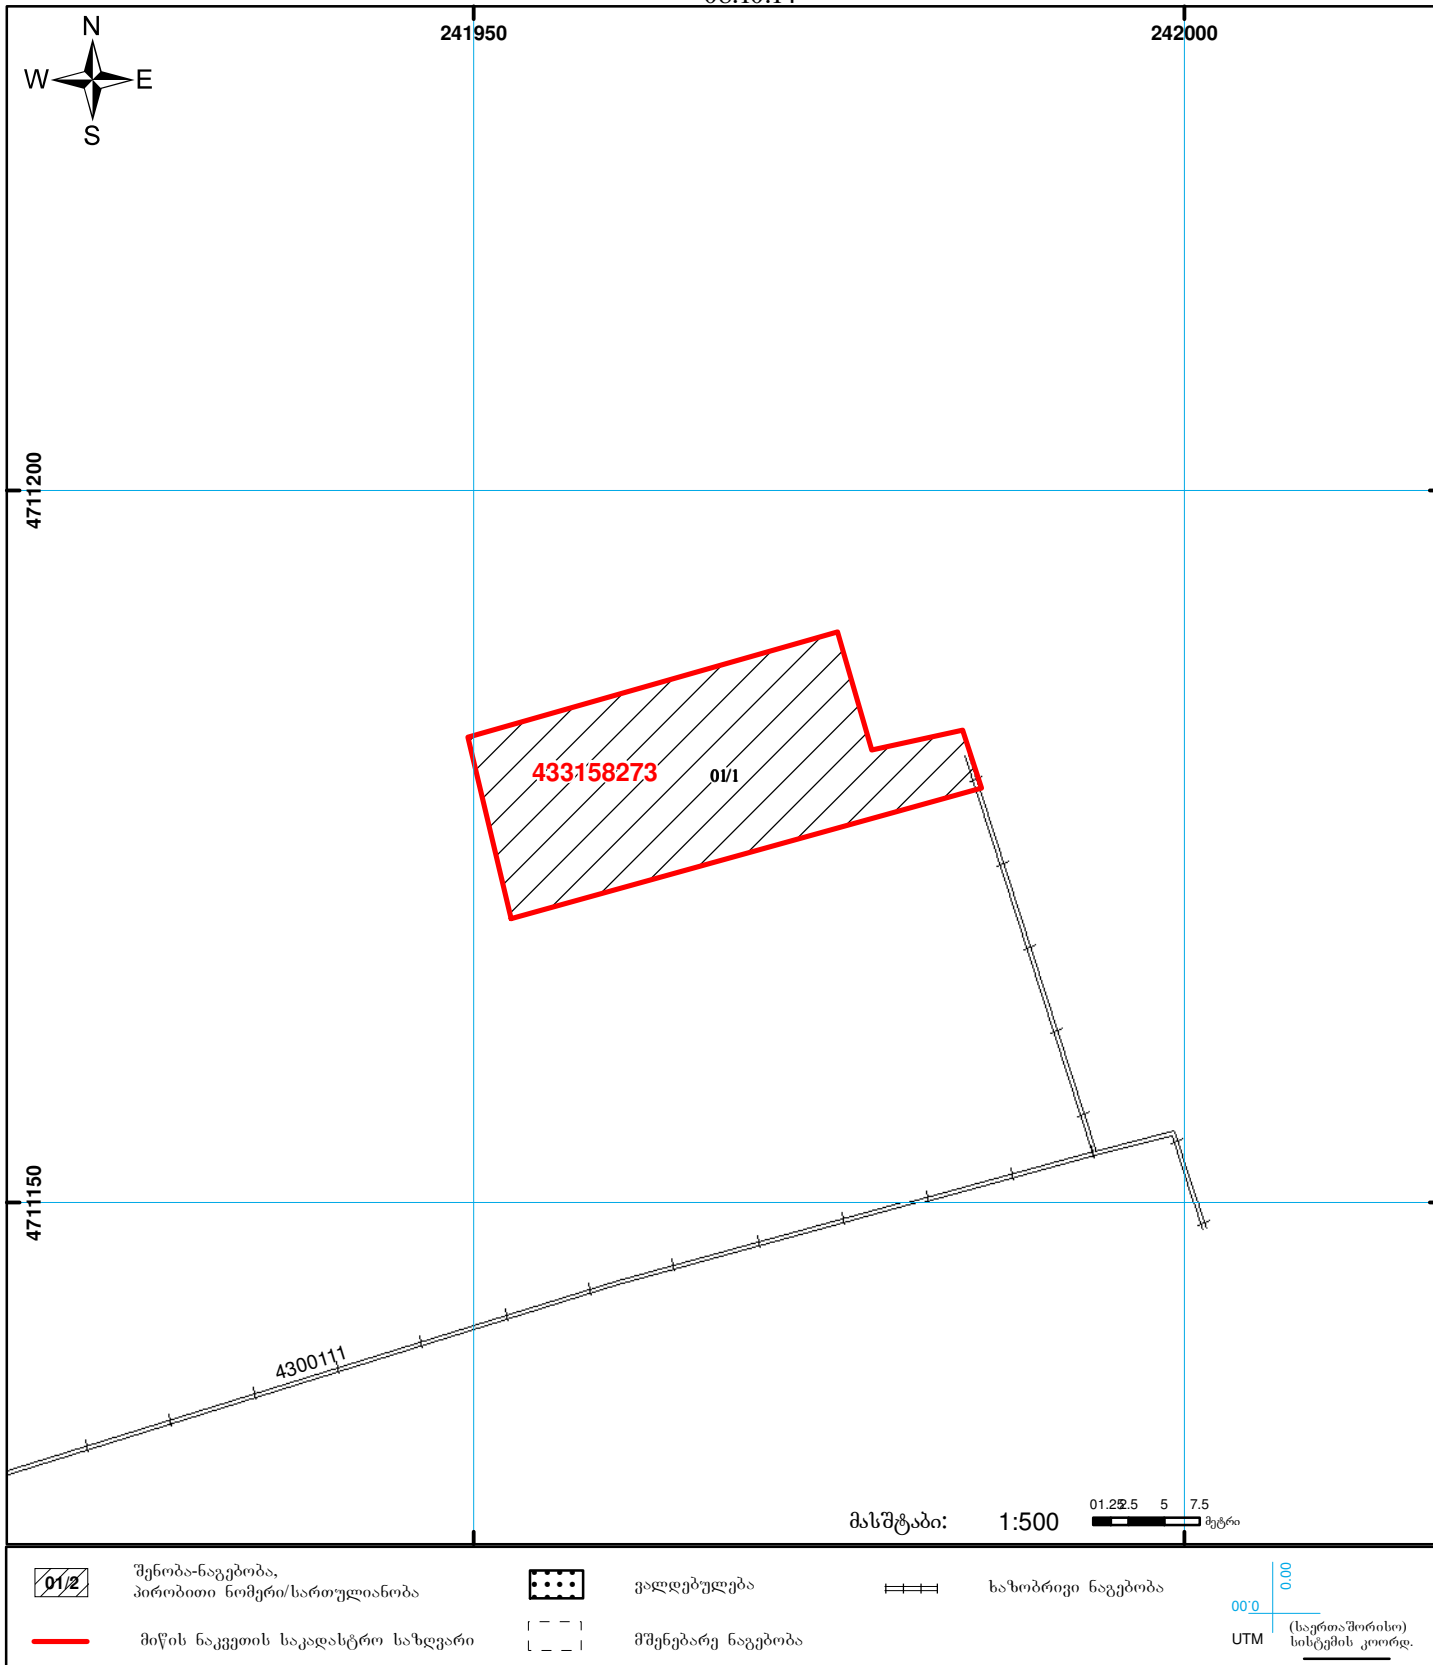 N
241950
242000
W E
S
4711200
433158273
01/1
4711150
4300111
მასშტაბი: 1:500
01.252.5 5 7.5
მეტრი
01/2
შენობა-ნაგებობა,
პირობითი ნომერი/სართულიანობა
ვალდებულება
ხაზობრივი ნაგებობა
მიწის ნაკვეთის საკადასტრო საზღვარი
მშენებარე ნაგებობა
0.00
0.00
UTM
(საერთაშორისო)
სისტემის კოორდ.